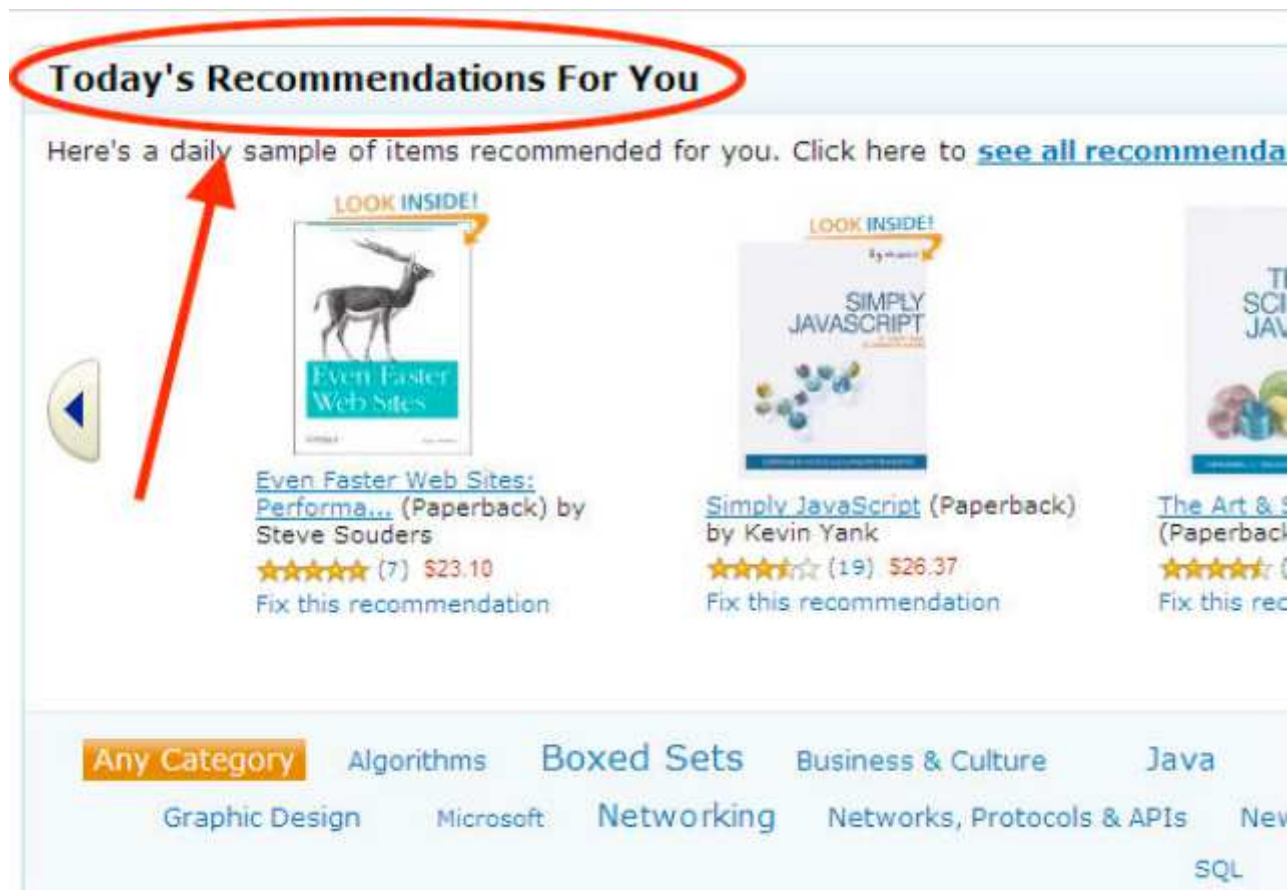 Today's Recommendations For You
Here's a daily sample of items recommended for you. Click here to see all recommenda
LOOK INSIDE!
Even Faster
Web Sites
Even Faster Web Sites:
Performa... (Paperback) by
Steve Souders
(7) $23.10
Fix this recommendation
LOOK INSIDE!
SIMPLY
JAVASCRIPT
Simply JavaScript (Paperback)
by Kevin Yank
(19) $26.37
Fix this recommendation
TH
SCI
JAV
The Art & S
(Paperback
(
Fix this rec
Any Category Algorithms Boxed Sets Business & Culture Java
Graphic Design Microsoft Networking Networks, Protocols & APIs New
SQL